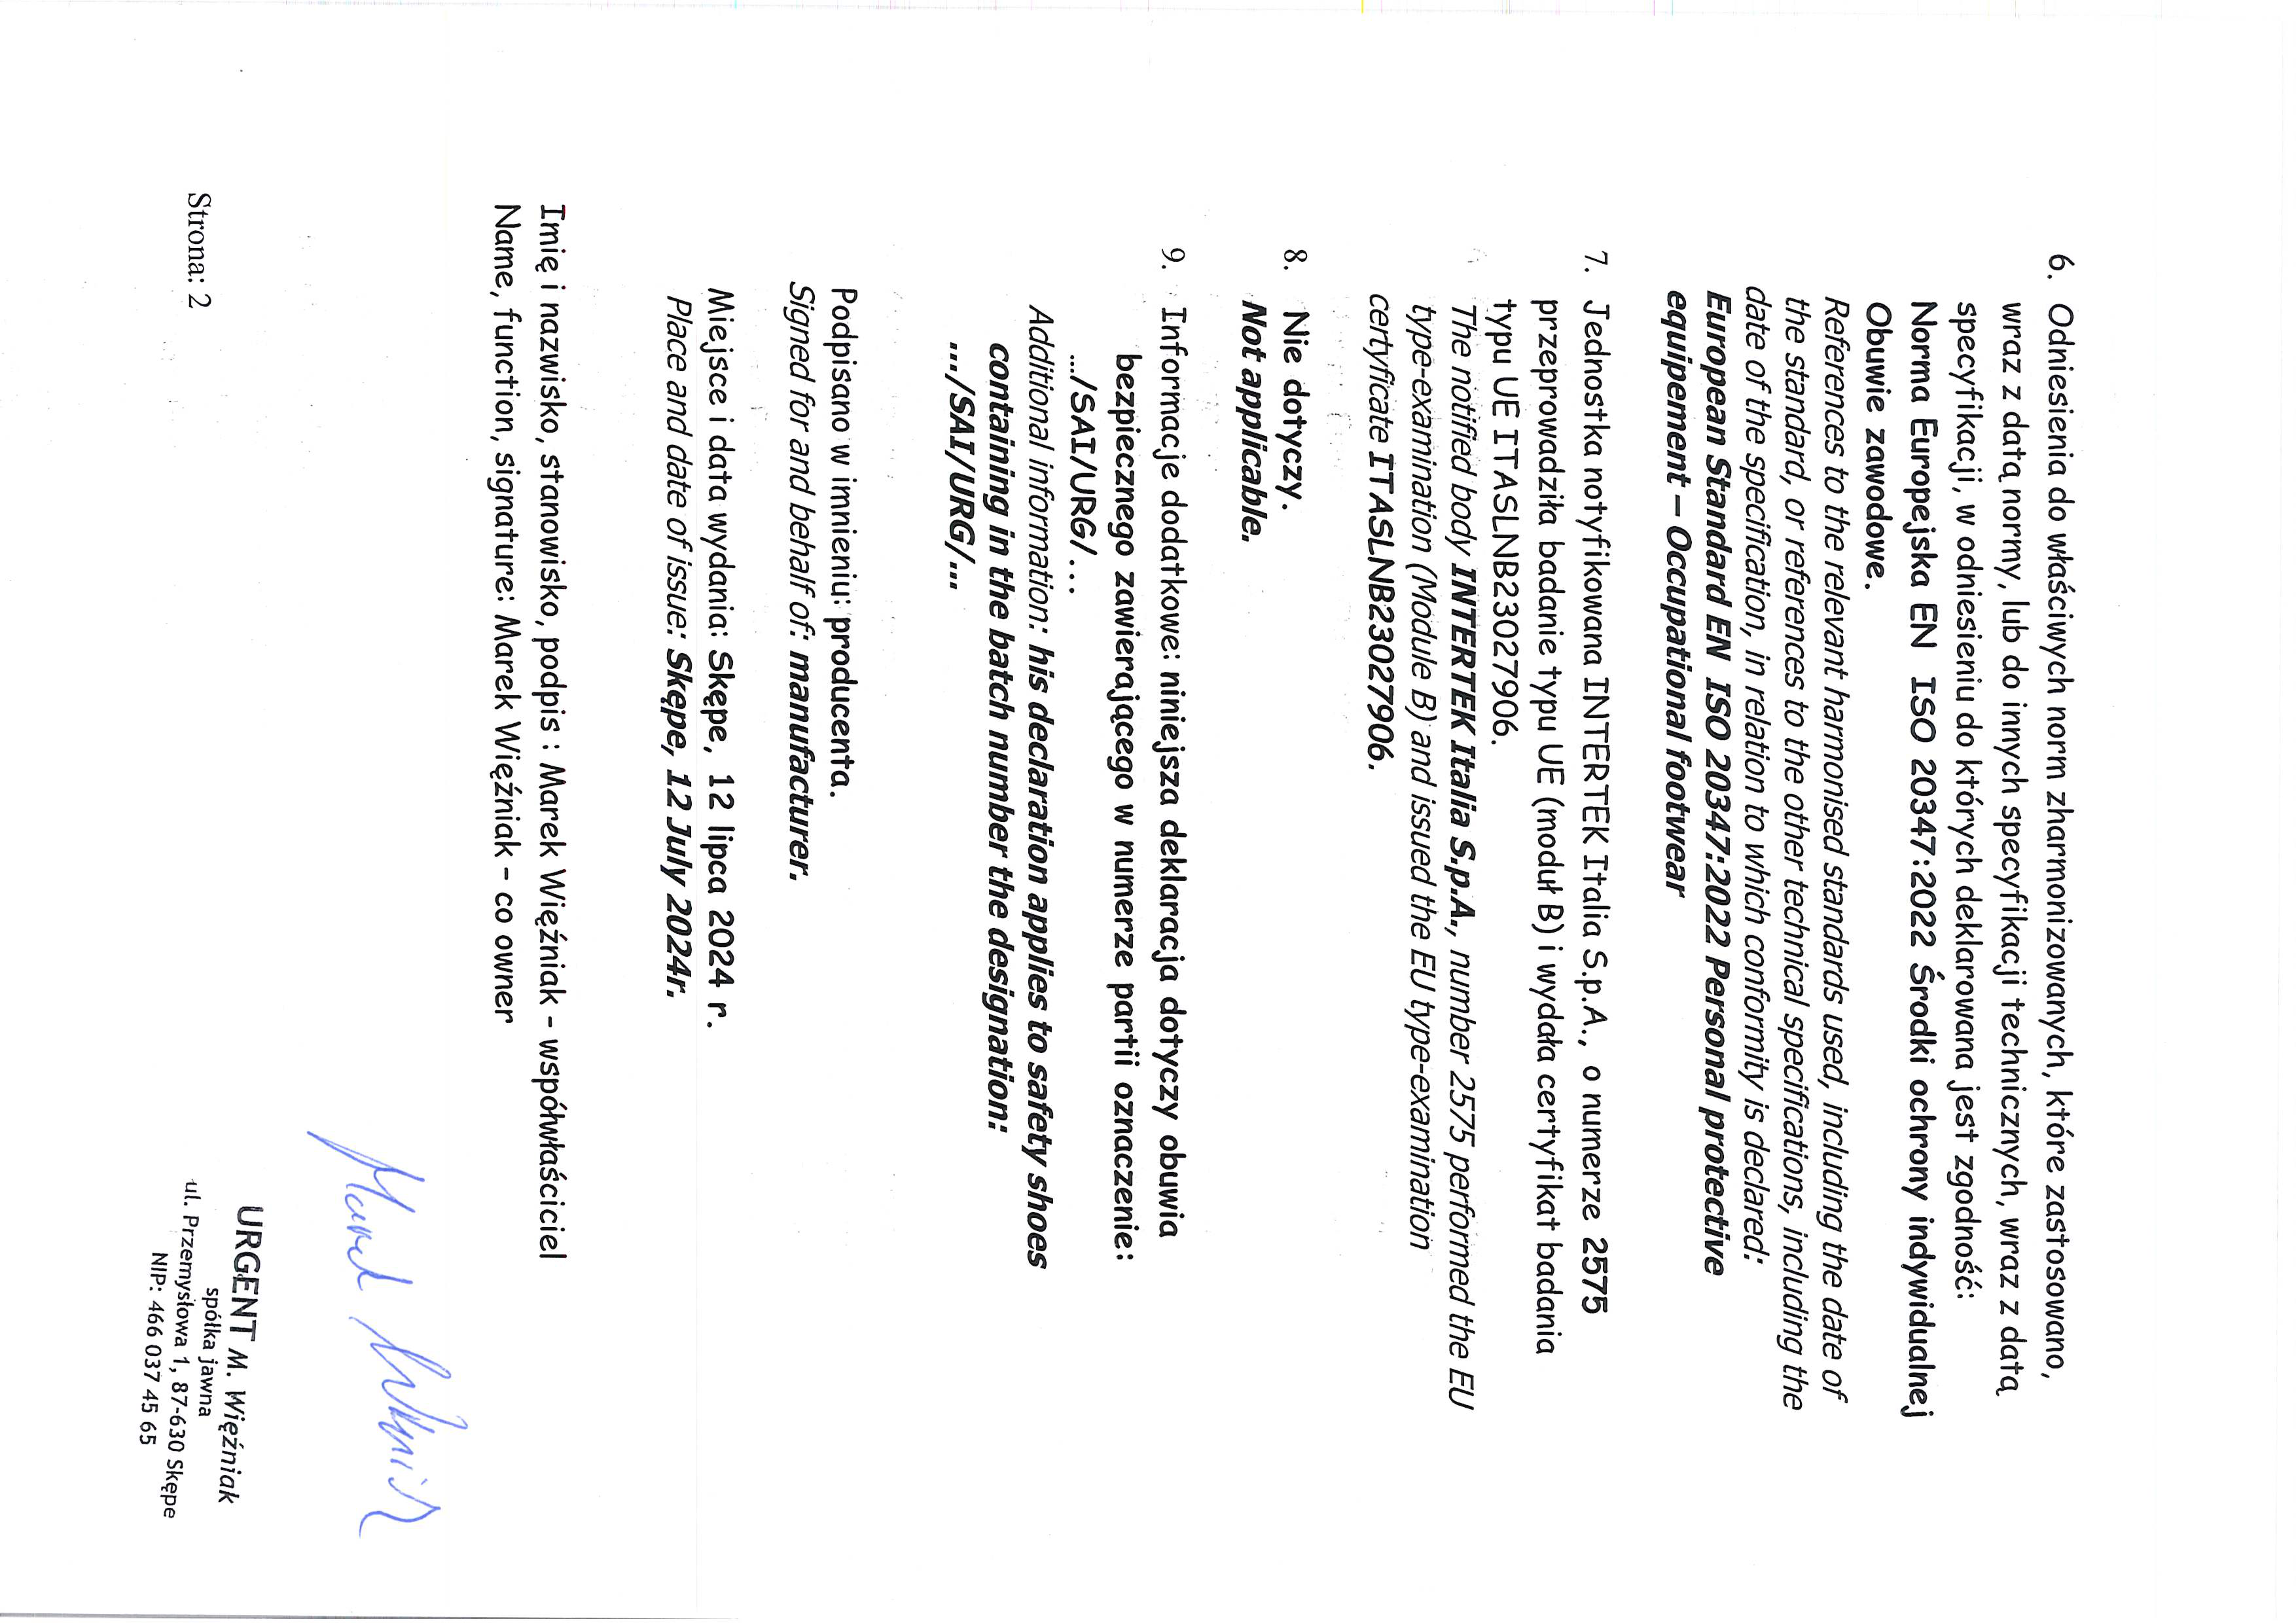 6. Odniesienia do właściwych norm zharmonizowanych, które zastosowano,
wraz z datą normy, lub do innych specyfikacji technicznych, wraz z datą
specyfikacji, w odniesieniu do których deklarowana jest zgodność:
Norma Europejska EN ISO 20347:2022 Środki ochrony indywidualnej
Obuwie zawodowe.
References to the relevant harmonised standards used, including the date of
the standard, or references to the other technical specifications, including the
date of the specification, in relation to which conformity is declared:
European Standard EN ISO 20347:2022 Personal protective
equipement – Occupational footwear
7. Jednostka notyfikowana INTERTEK Italia S.p.A., o numerze 2575
przeprowadziła badanie typu UE (moduł B) i wydała certyfikat badania
typu UE ITASLNB23027906.
The notified body INTERTEK Italia S.p.A., number 2575 performed the EU
type-examination (Module B) and issued the EU type-examination
certyficate ITASLNB23027906.
8. Nie dotyczy.
Not applicable.
9. Informacje dodatkowe: niniejsza deklaracja dotyczy obuwia
bezpiecznego zawierającego w numerze partii oznaczenie:
.../SAI/URG/...
Additional information: his declaration applies to safety shoes
containing in the batch number the designation:
.../SAI/URG/...
Podpisano w imnieniu: producenta.
Signed for and behalf of: manufacturer.
Miejsce i data wydania: Skępe, 12 lipca 2024 r.
Place and date of issue: Skępe, 12 July 2024r.
Imię i nazwisko, stanowisko, podpis : Marek Więźniak - współwłaściciel
Name, function, signature: Marek Więźniak - co owner
URGENT M. Więźniak
spółka jawna
ul. Przemysłowa 1, 87-630 Skępe
NIP: 466 037 45 65
Strona: 2